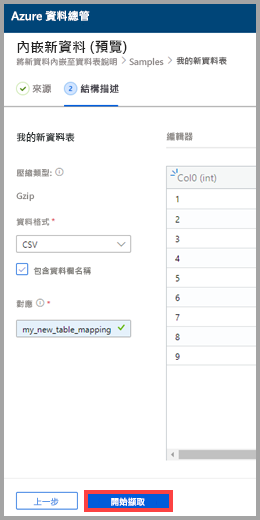 Azure 資料總管
內嵌新資料 (預覽)
將新資料內嵌至資料表說明 > Samples > 我的新資料表
來源
2 結構描述
我的新資料表
編輯器
壓縮類型:
Gzip
Col0 (int)
1
2
3
4
5
6
7
8
9
資料格式 *
CSV
包含資料欄名稱
對應 *
my_new_table_mapping
上一步
開始擷取